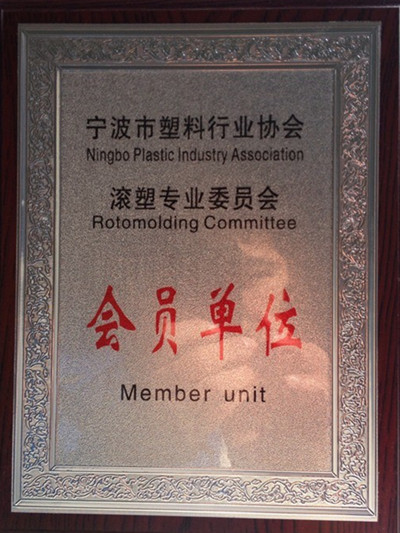 宁波市塑料行业协会
Ningbo Plastic Industry Association
滚塑专业委员会
Rotomolding Committee
会员单位
Member unit